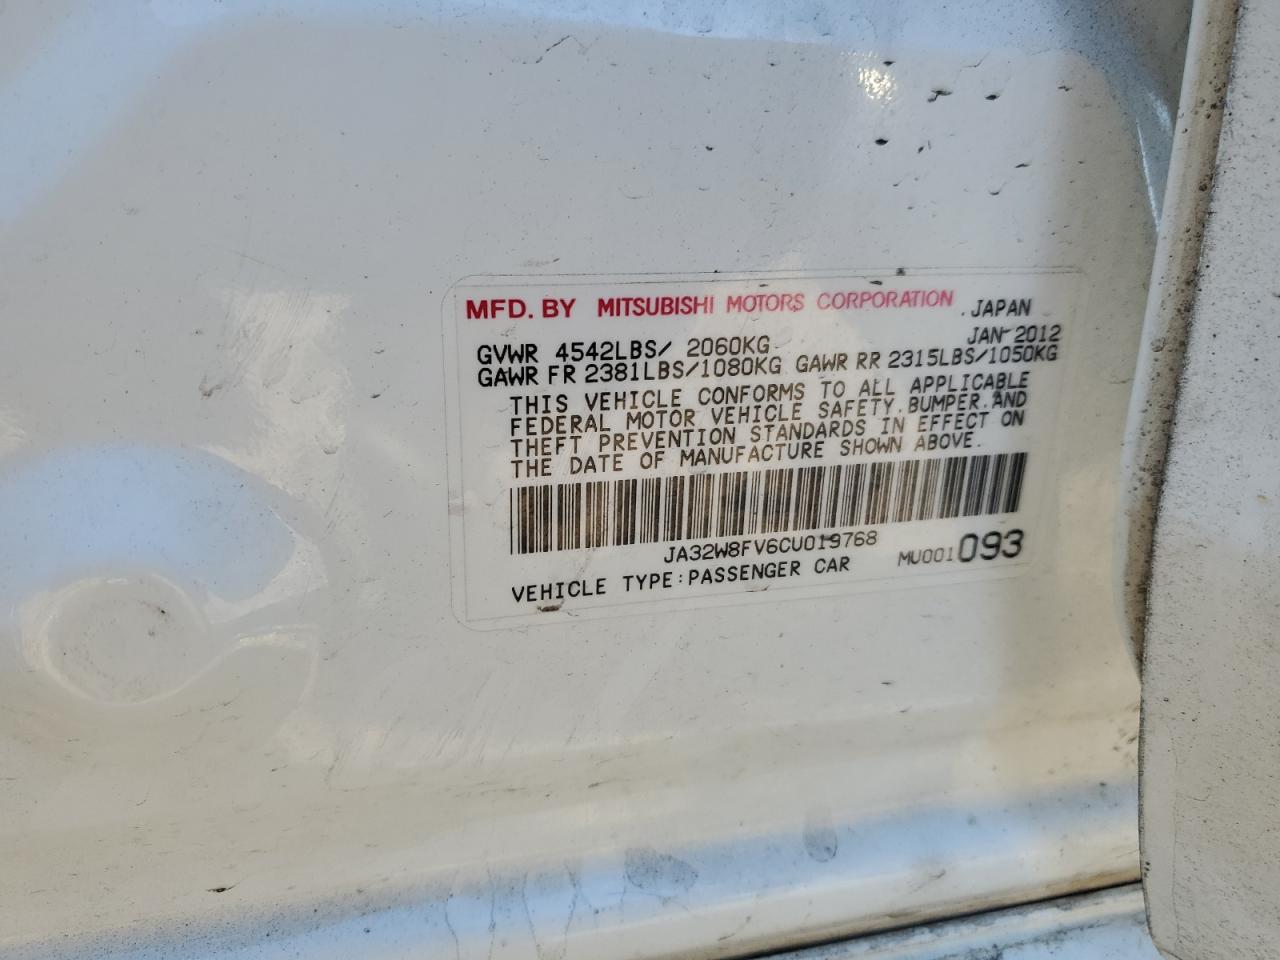 MFD. BY MITSUBISHI MOTORS CORPORATION . JAPAN
JAN-2012
GVWR 4542LBS/ 2060KG
GAWR FR 2381LBS/1080KG GAWR RR 2315LBS/1050KG
THIS VEHICLE CONFORMS TO ALL APPLICABLE
FEDERAL MOTOR VEHICLE SAFETY, BUMPER, AND
THEFT PREVENTION STANDARDS IN EFFECT ON
THE DATE OF MANUFACTURE SHOWN ABOVE.
JA32W8FV6CU019768
VEHICLE TYPE:PASSENGER CAR MU001093